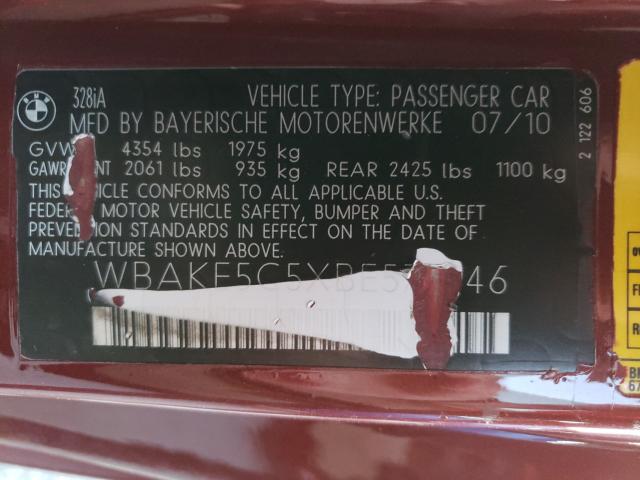 BMW
328iA VEHICLE TYPE: PASSENGER CAR
MFD BY BAYERISCHE MOTORENWERKE 07/10
4354 lbs 1975 kg
2061 lbs 935 kg REAR 2425 lbs 1100 kg
THIS CONFORMS TO ALL APPLICABLE U.S.
MOTOR VEHICLE SAFETY, BUMPER AND THEFT
STANDARDS IN EFFECT ON THE DATE OF
MANUFACTURE SHOWN ABOVE.
2 122 606